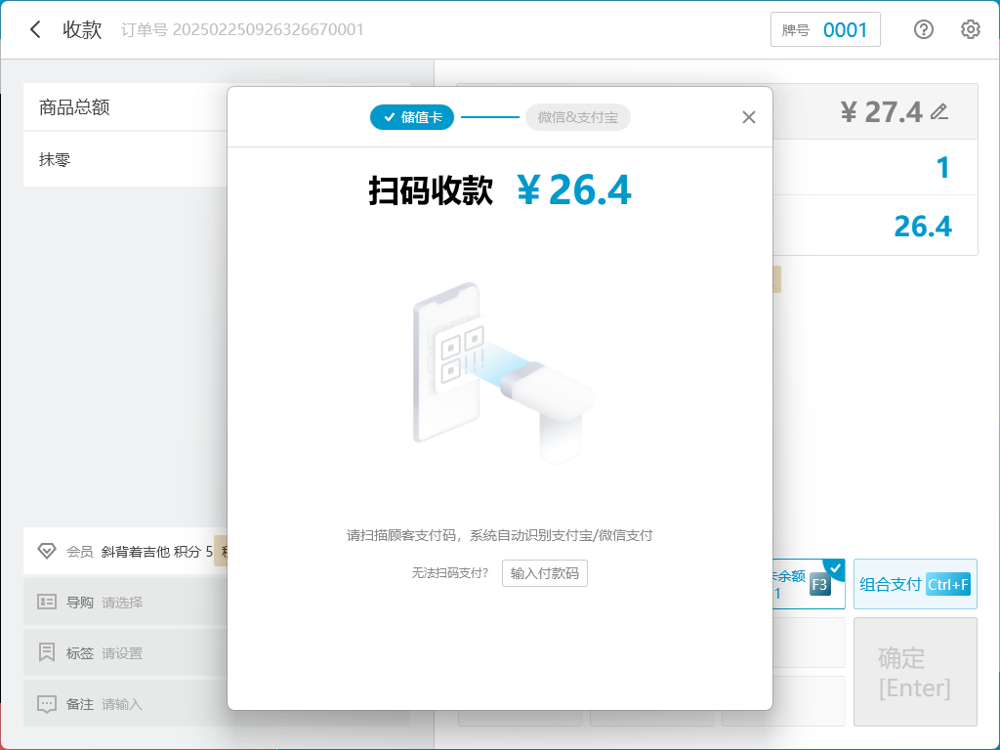 收款 订单号 202502250926326670001 牌号 0001
商品总额
抹零
储值卡 微信&支付宝
扫码收款 ¥ 26.4
¥ 27.4
1
26.4
请扫描顾客支付码，系统自动识别支付宝/微信支付
无法扫码支付? 输入付款码
会员 斜背着吉他 积分 5
导购 请选择
标签 请设置
备注 请输入
余额 F3
1
组合支付 Ctrl+F
确定
[Enter]